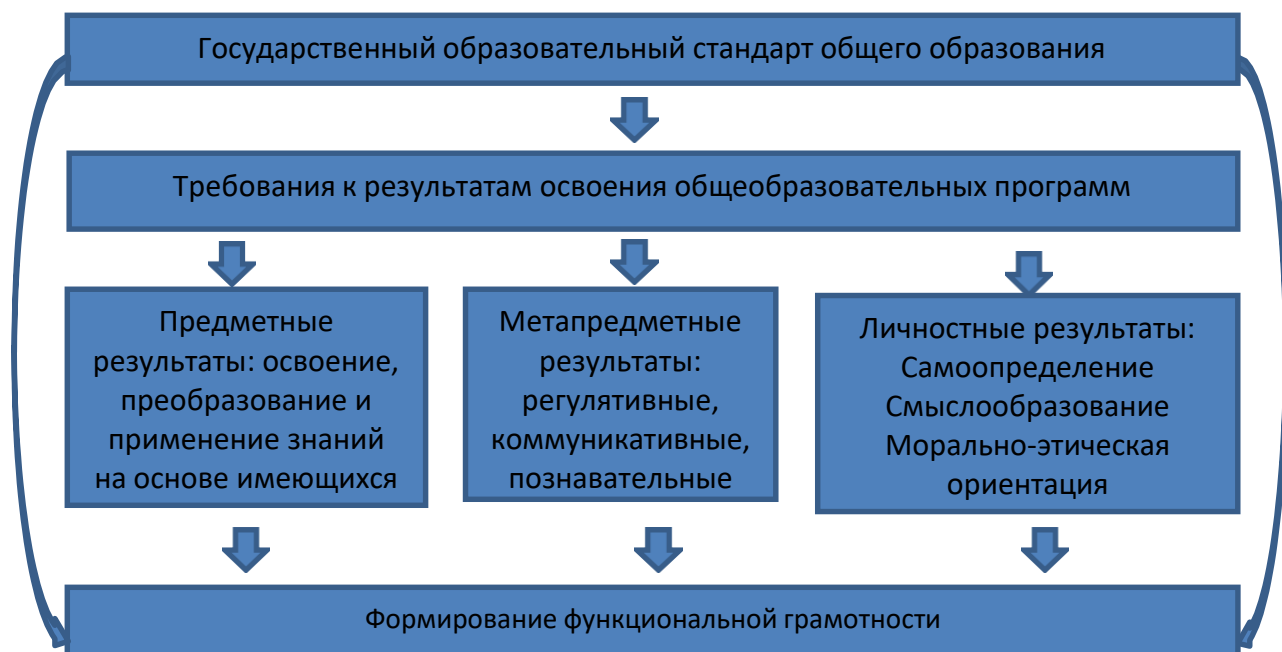 Государственный образовательный стандарт общего образования
Требования к результатам освоения общеобразовательных программ
Предметные
результаты: освоение,
преобразование и
применение знаний
на основе имеющихся
Метапредметные
результаты:
регулятивные,
коммуникативные,
познавательные
Личностные результаты:
Самоопределение
Смыслообразование
Морально-этическая
ориентация
Формирование функциональной грамотности